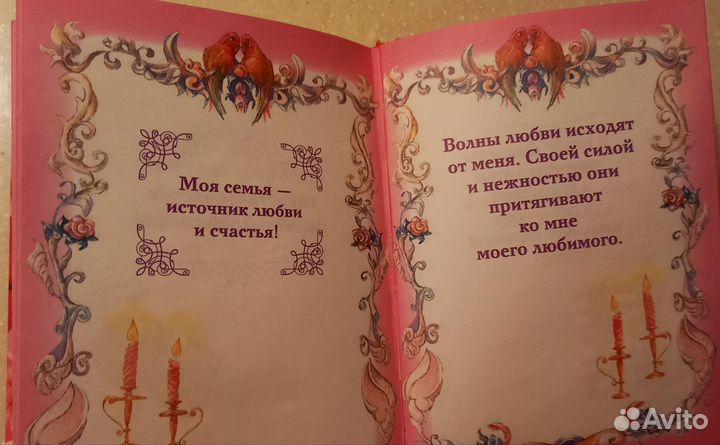 Моя семья —
источник любви
и счастья!
Волны любви исходят
от меня. Своей силой
и нежностью они
притягивают
ко мне
моего любимого.
Avito